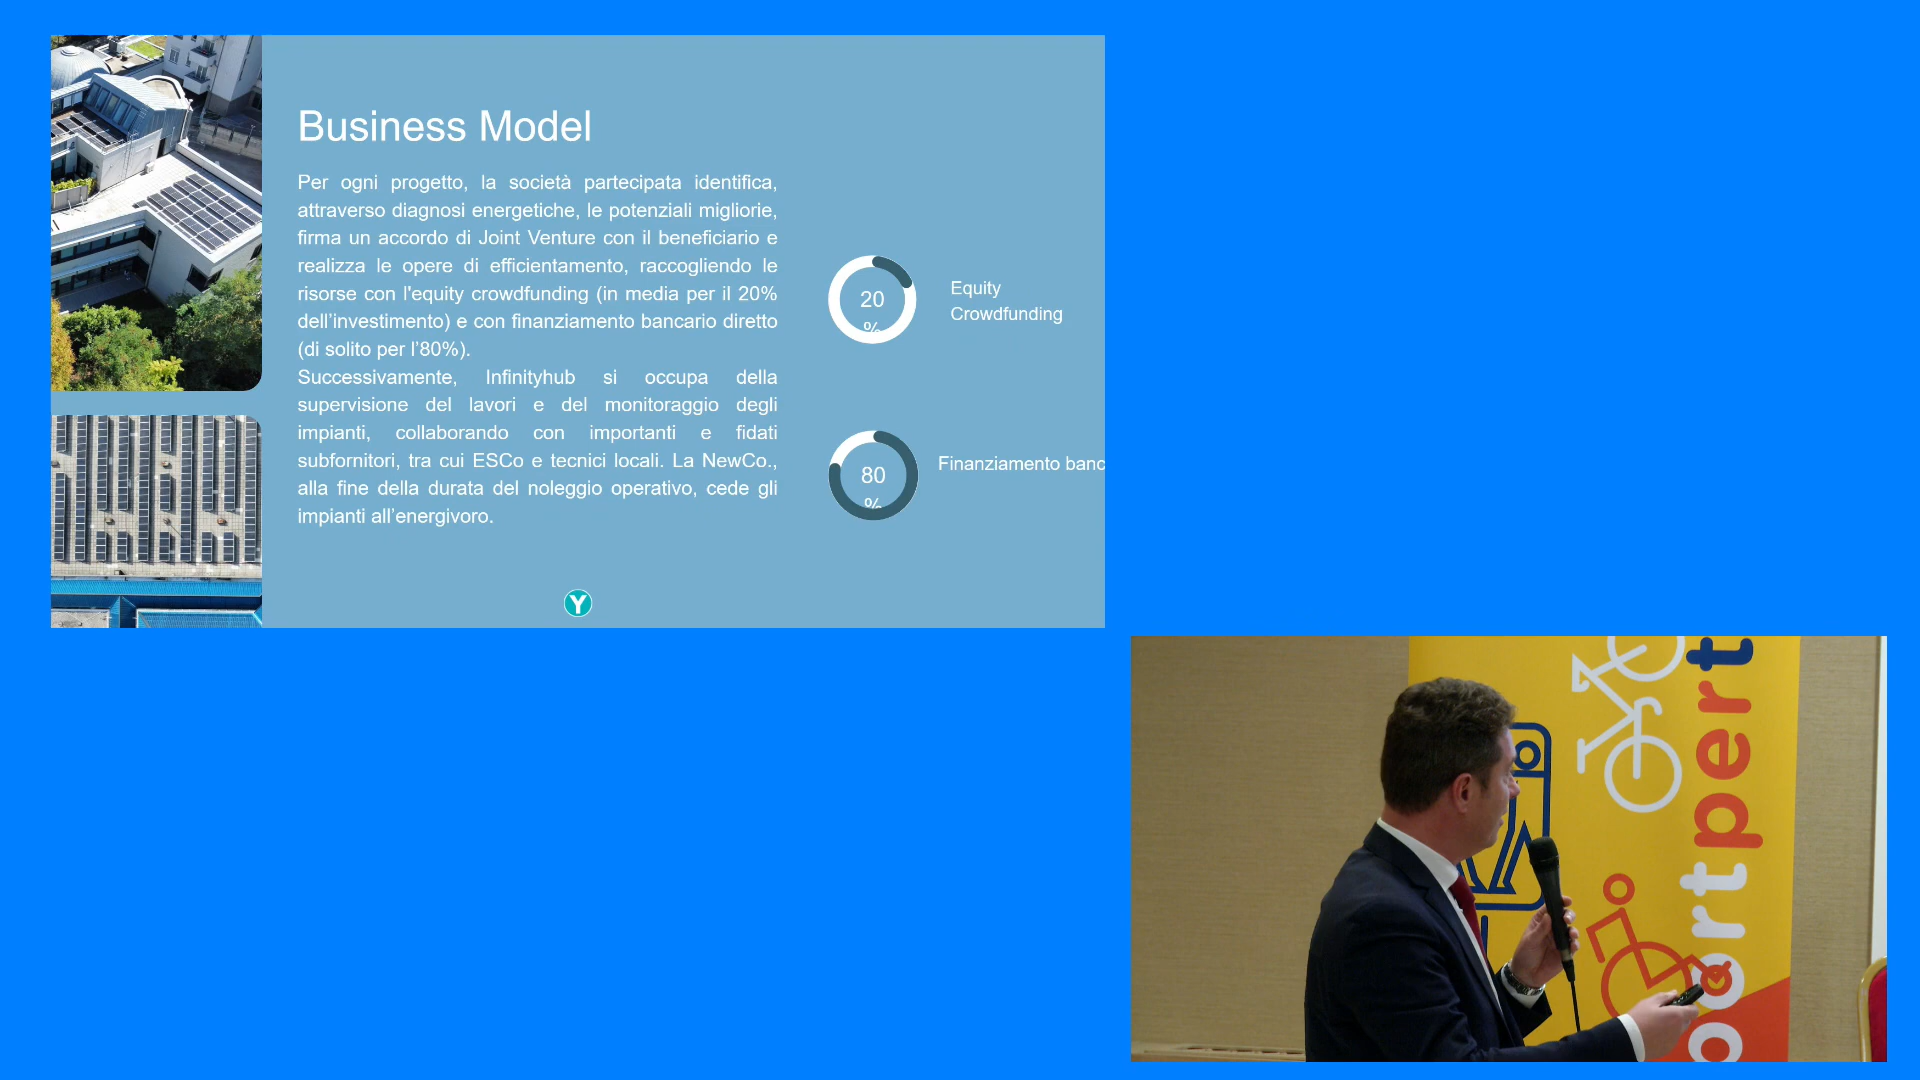 Business Model
Per ogni progetto, la società partecipata identifica,
attraverso diagnosi energetiche, le potenziali migliorie,
firma un accordo di Joint Venture con il beneficiario e
realizza le opere di efficientamento, raccogliendo le
risorse con l'equity crowdfunding (in media per il 20%
dell’investimento) e con finanziamento bancario diretto
(di solito per l’80%).
Successivamente, Infinityhub si occupa della
supervisione del lavori e del monitoraggio degli
impianti, collaborando con importanti e fidati
subfornitori, tra cui ESCo e tecnici locali. La NewCo.,
alla fine della durata del noleggio operativo, cede gli
impianti all’energivoro.
20
%
Equity
Crowdfunding
80
%
Finanziamento banc
Y
ortpert